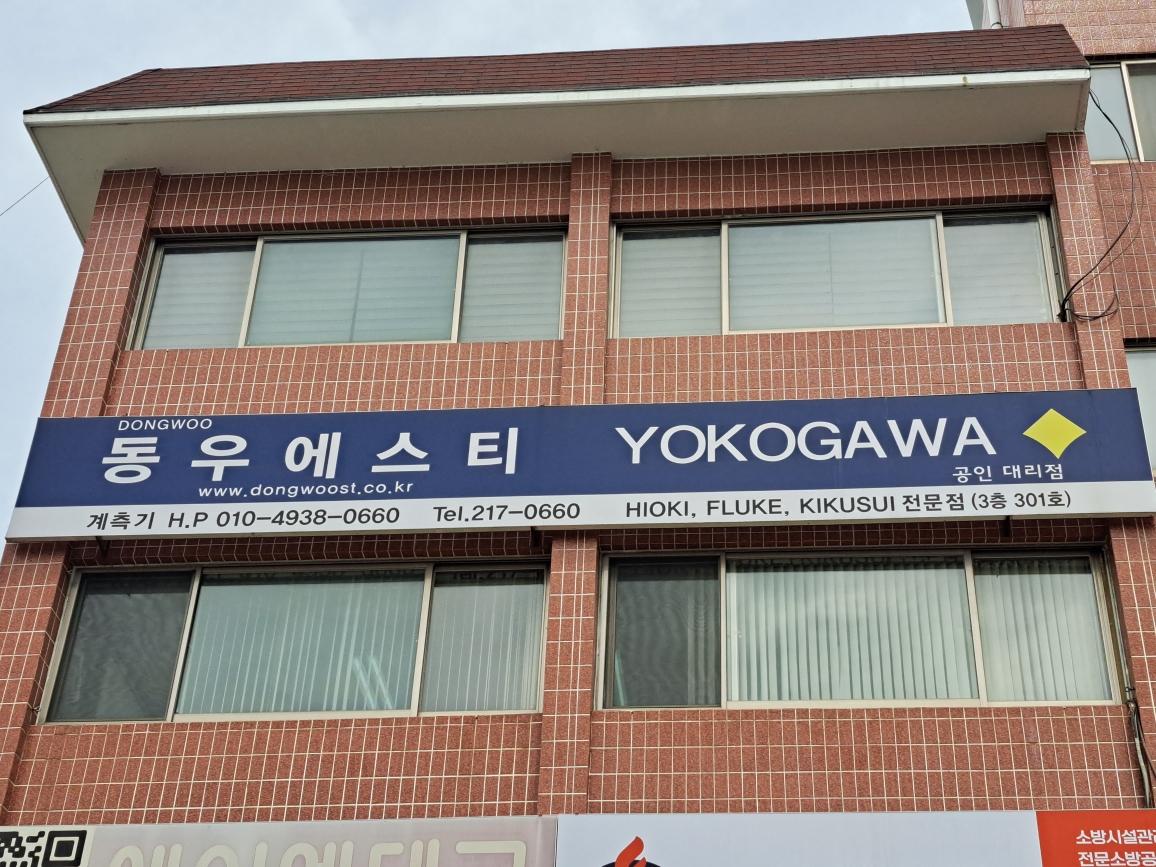 DONGWOO
동우에스티
www.dongwoost.co.kr
YOKOGAWA
공인 대리점
계측기 H.P 010-4938-0660 Tel.217-0660
HIOKI, FLUKE, KIKUSUI 전문점 (3층 301호)
소방시설관리
전문소방공